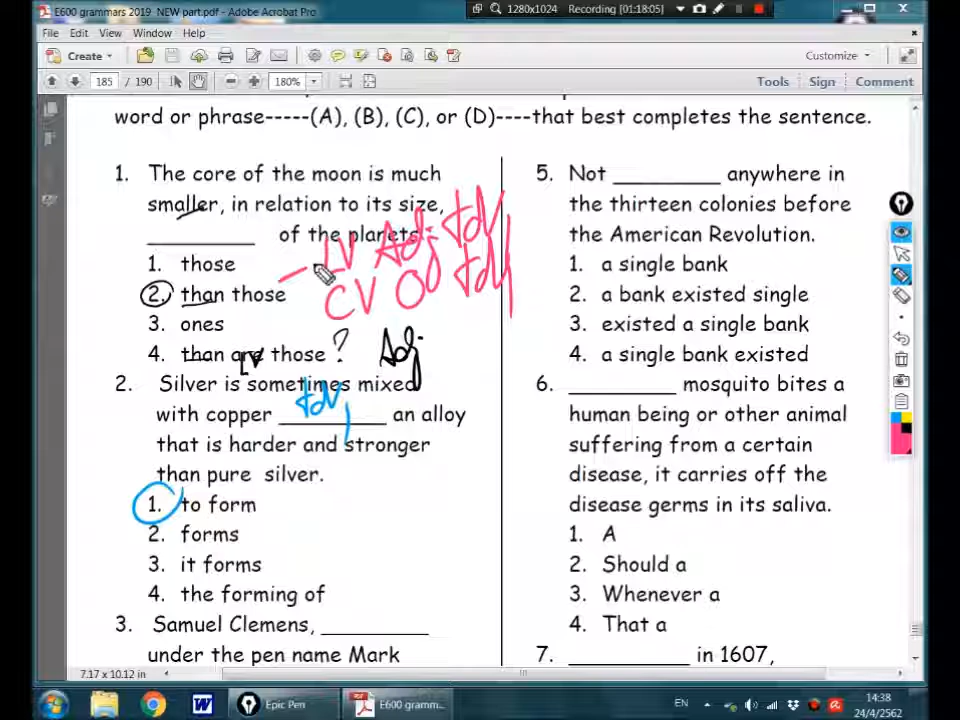 E600 grammars 2019 NEW part.pdf - Adobe Acrobat Pro
1280x1024 Recording [01:18:05]
File Edit View Window Help
Create Customize
185 / 190 180% Tools Sign Comment
word or phrase-----(A), (B), (C), or (D)----that best completes the sentence.
1. The core of the moon is much
smaller, in relation to its size,
__________ of the planets
1. those
2. than those
3. ones
4. than are those ?
LV Adj Adv
CV Adj
2. Silver is sometimes mixed
with copper __________ an alloy
that is harder and stronger
than pure silver.
1. to form
2. forms
3. it forms
4. the forming of
3. Samuel Clemens, __________
under the pen name Mark
5. Not __________ anywhere in
the thirteen colonies before
the American Revolution.
1. a single bank
2. a bank existed single
3. existed a single bank
4. a single bank existed
6. __________ mosquito bites a
human being or other animal
suffering from a certain
disease, it carries off the
disease germs in its saliva.
1. A
2. Should a
3. Whenever a
4. That a
7. __________ in 1607,
7.17 x 10.12 in
Epic Pen
E600 gramm...
EN
14:38
24/4/2562